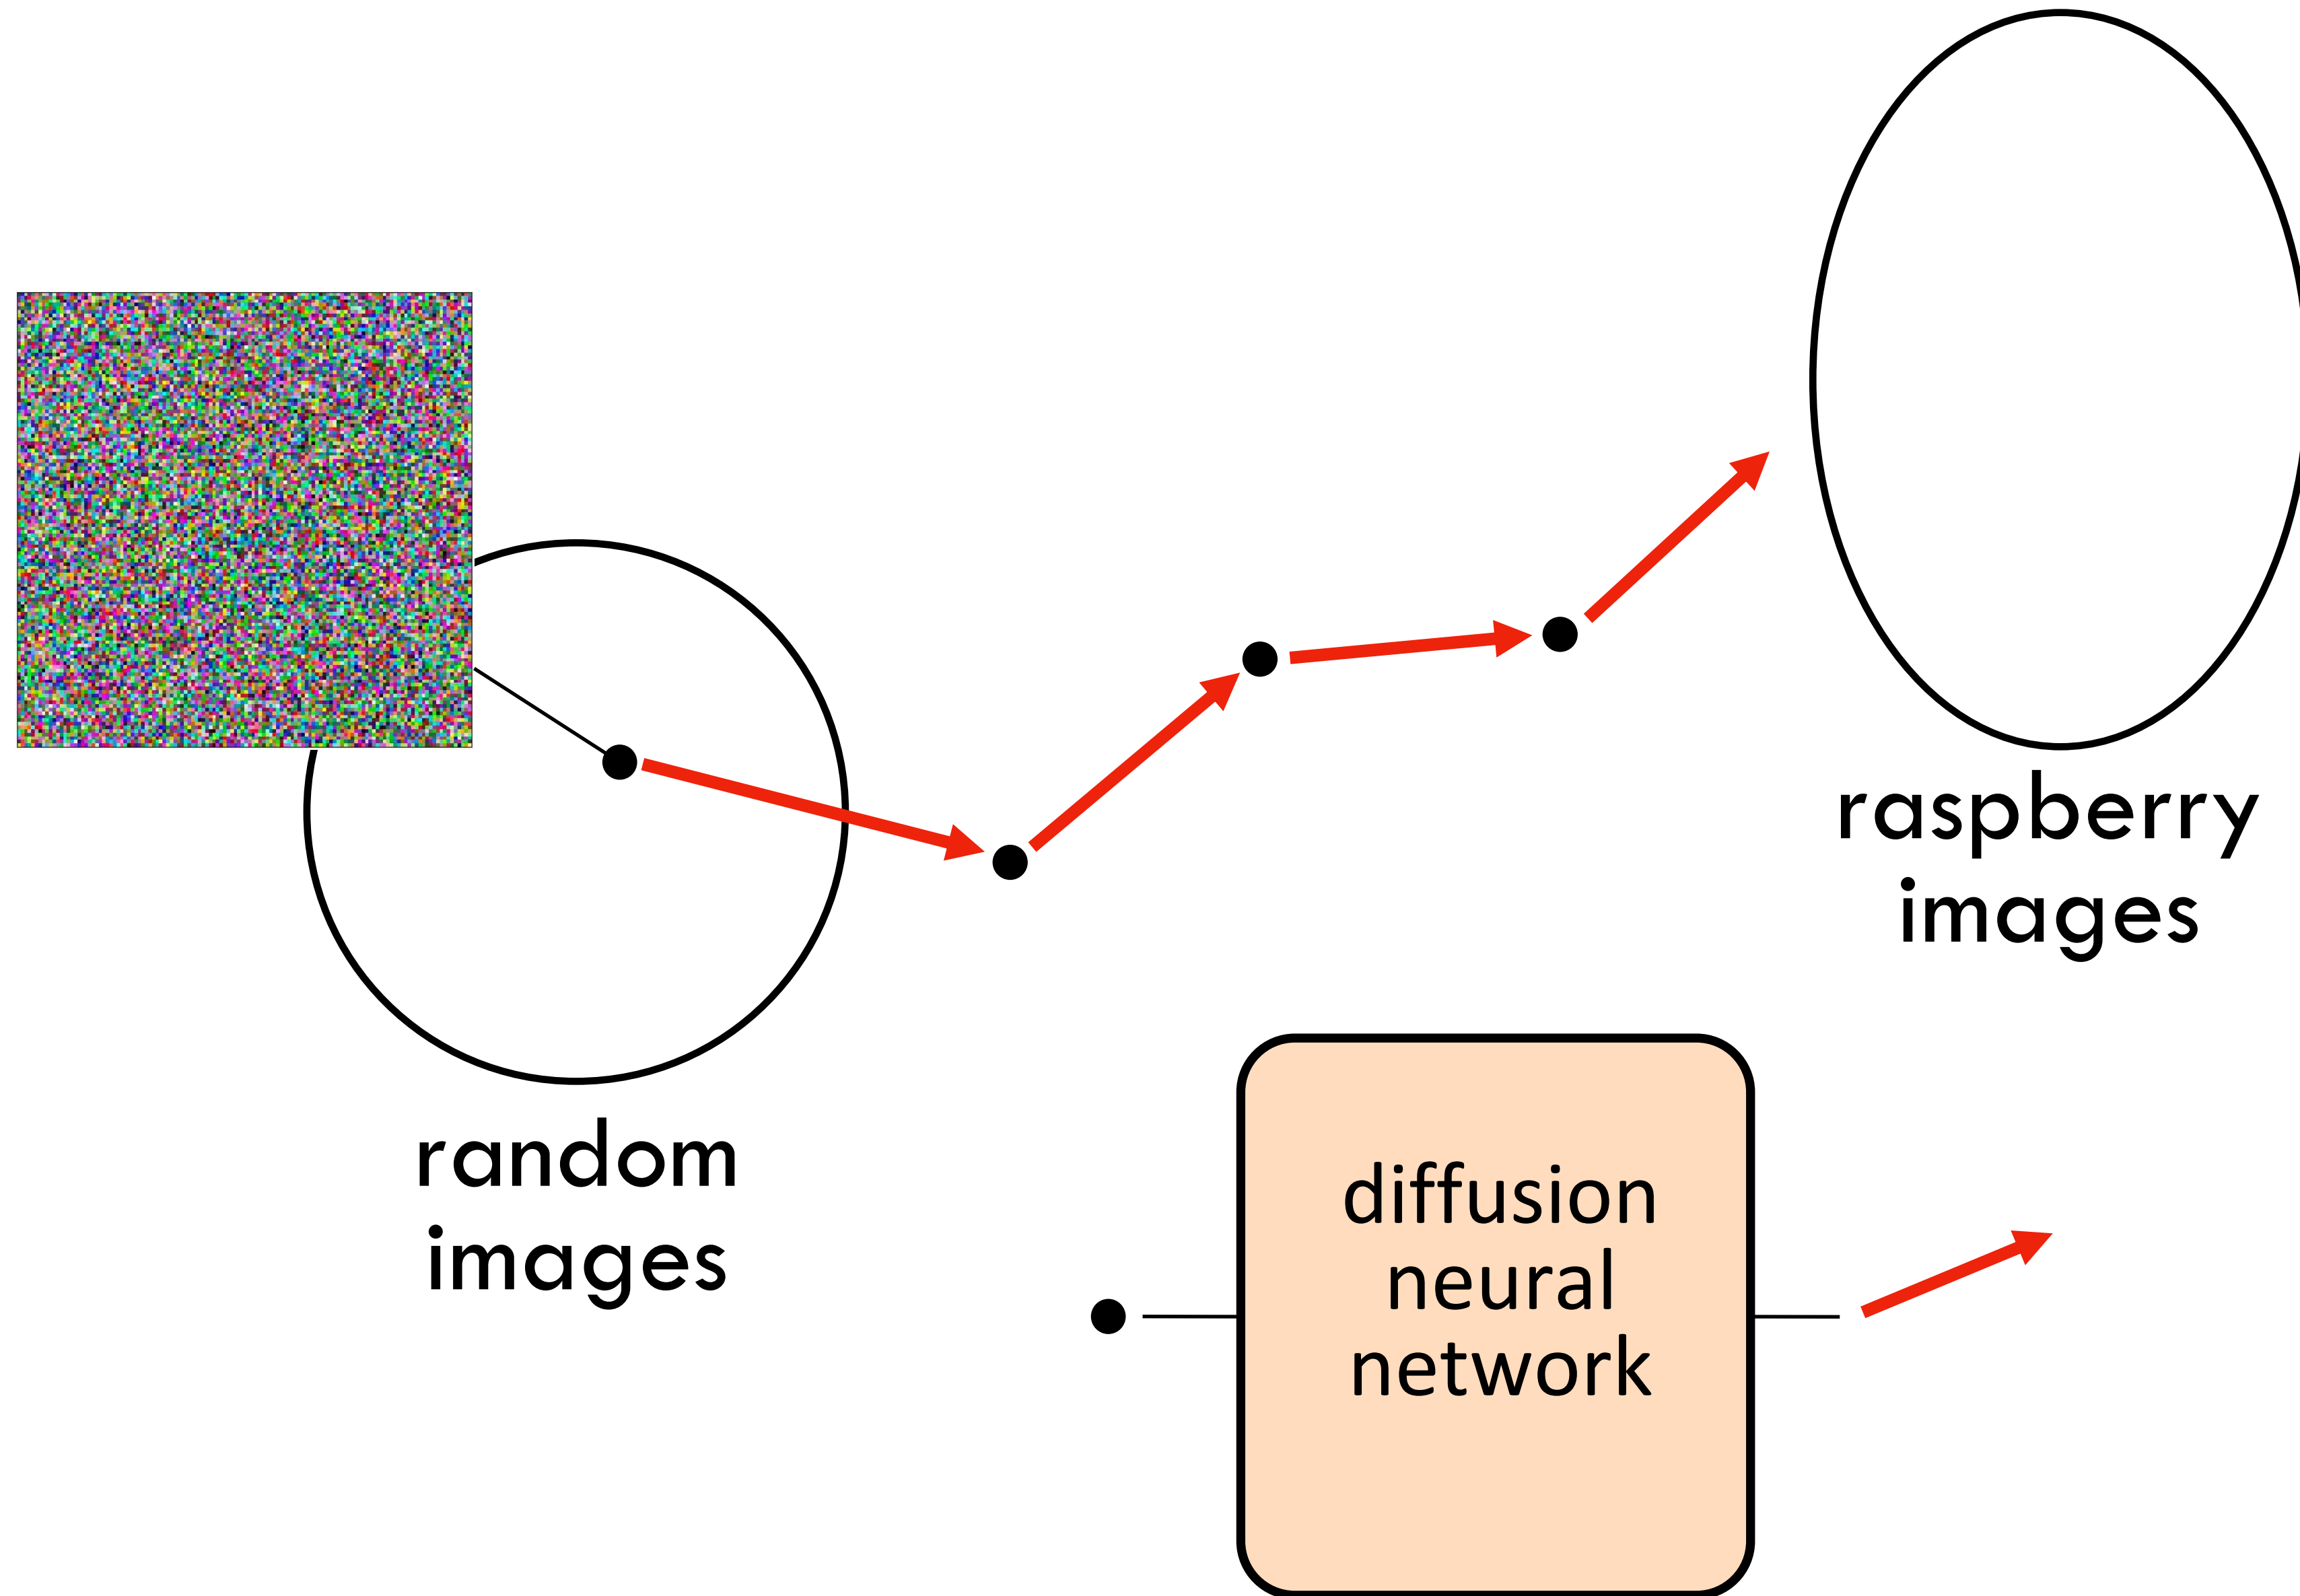 raspberry
images
random
images
diffusion
neural
network